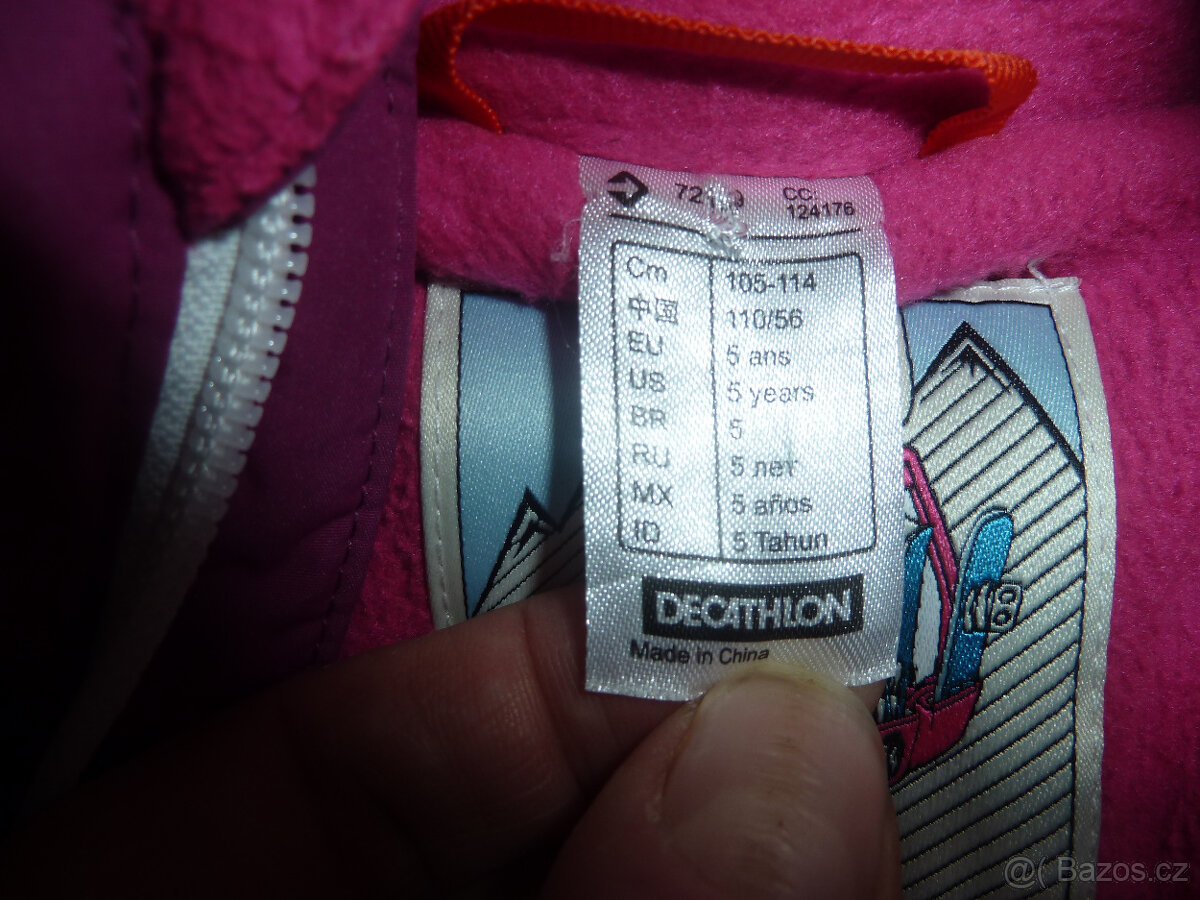 CC:
124176
Cm 105-114
中国 110/56
EU 5 ans
US 5 years
BR 5
RU 5 лет
MX 5 años
ID 5 Tahun
DECATHLON
Made in China
@( Bazos.cz